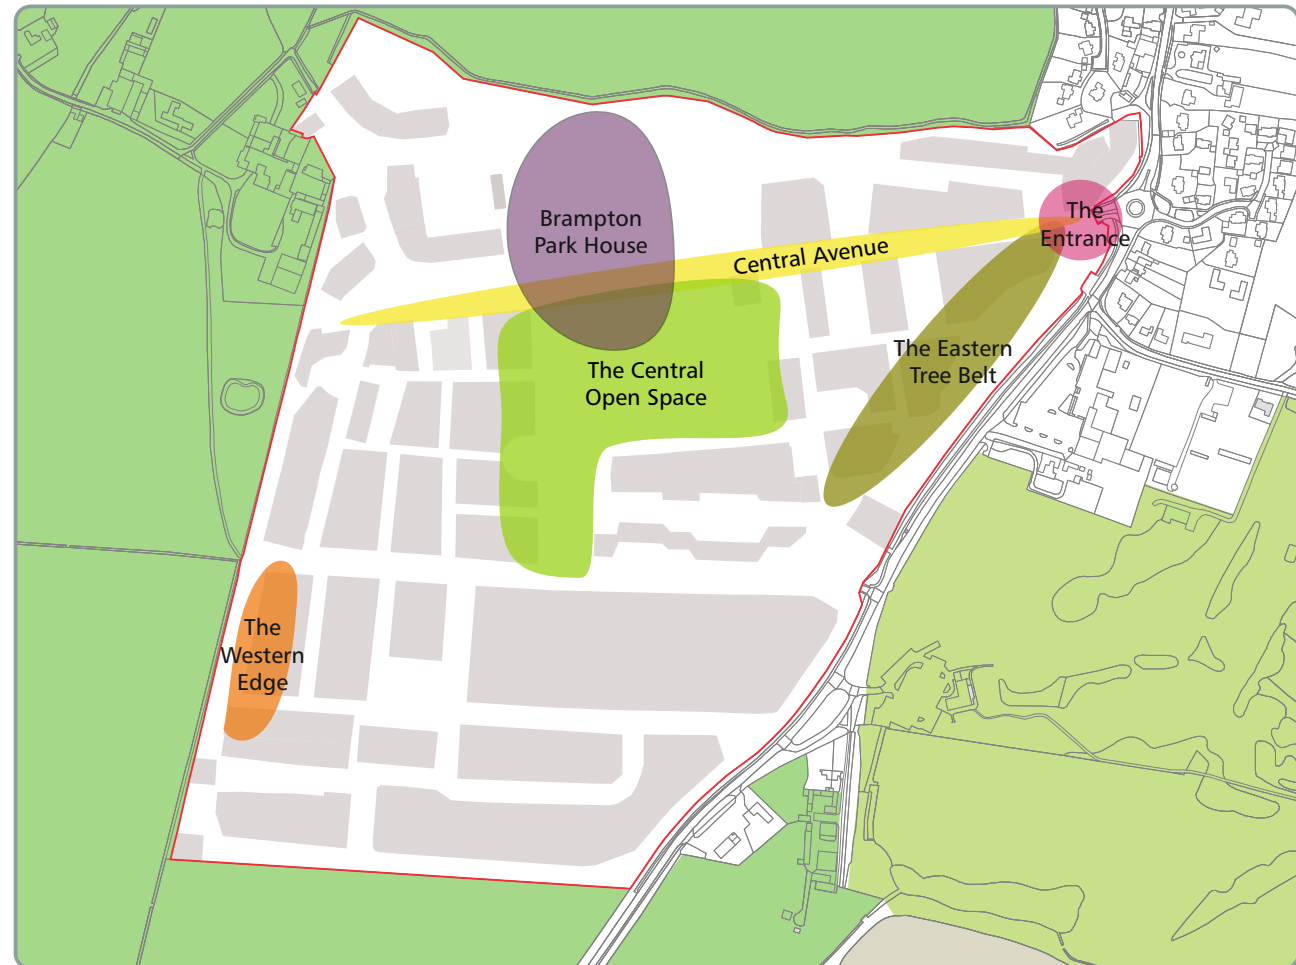 Brampton
Park House
The
Entrance
Central Avenue
The Eastern
Tree Belt
The Central
Open Space
The
Western
Edge